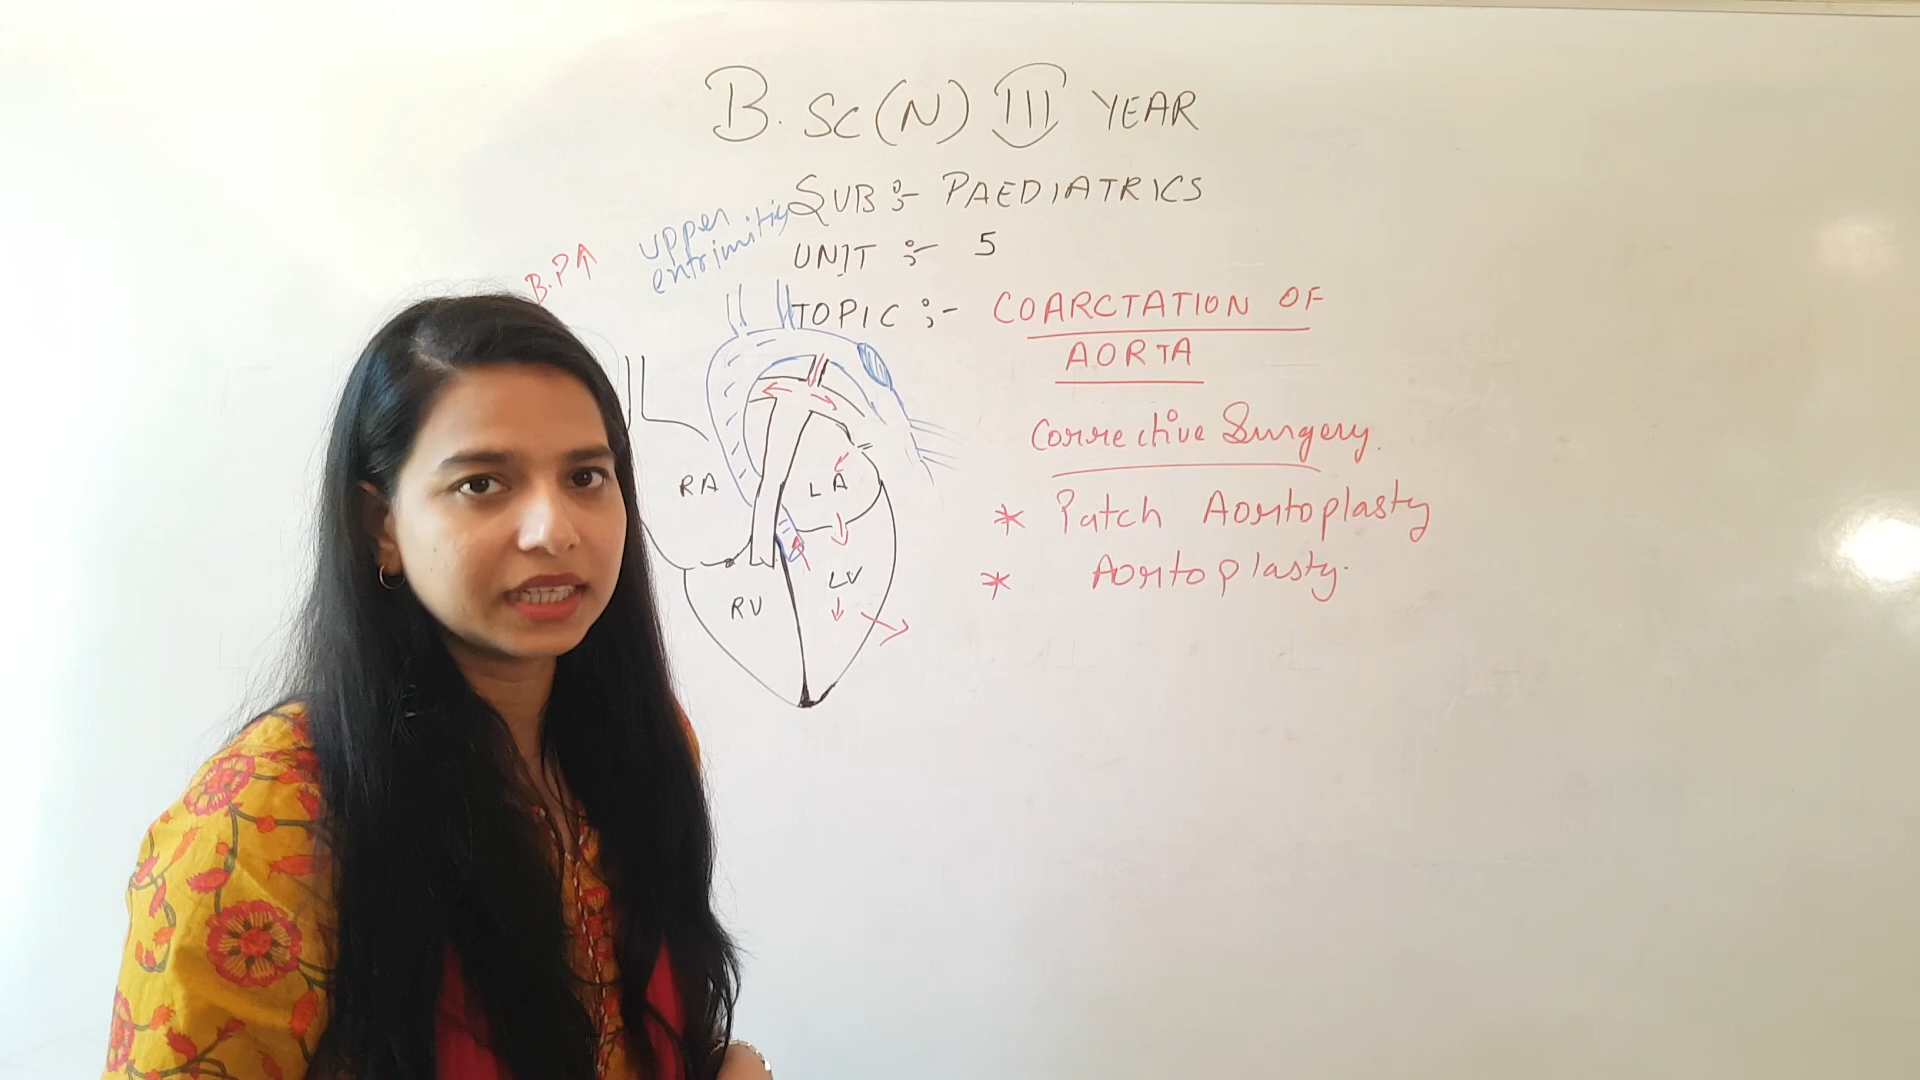 B. SC (N) III YEAR
SUB :- PAEDIATRICS
UNIT :- 5
TOPIC :- COARCTATION OF
AORTA
B.P↑
upper
extrimities
RA
LA
RV
LV
Corrective Surgery.
* Patch Aortoplasty
* Aortoplasty.